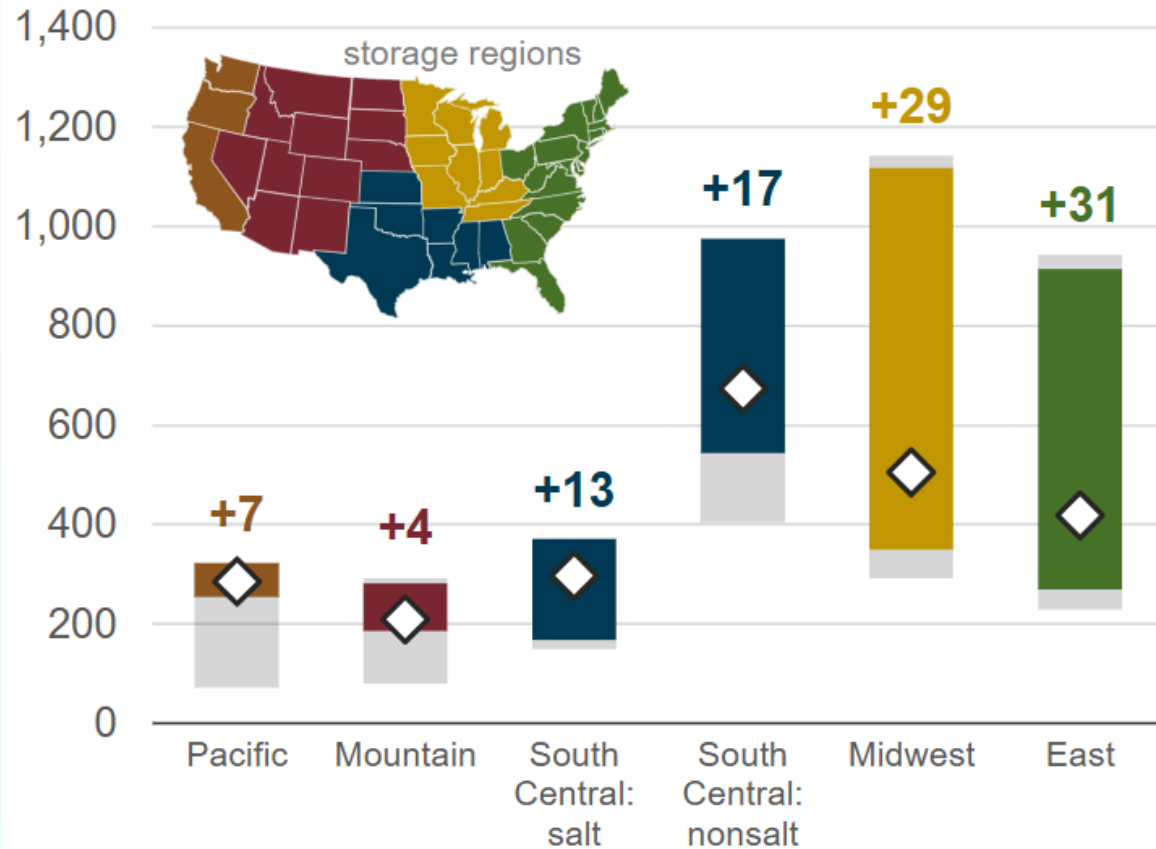 1,400
storage regions
1,200
+29
+17
1,000
+31
800
600
+13
+7
+4
400
200
0
Pacific
Mountain
South
Central:
salt
South
Central:
nonsalt
Midwest
East